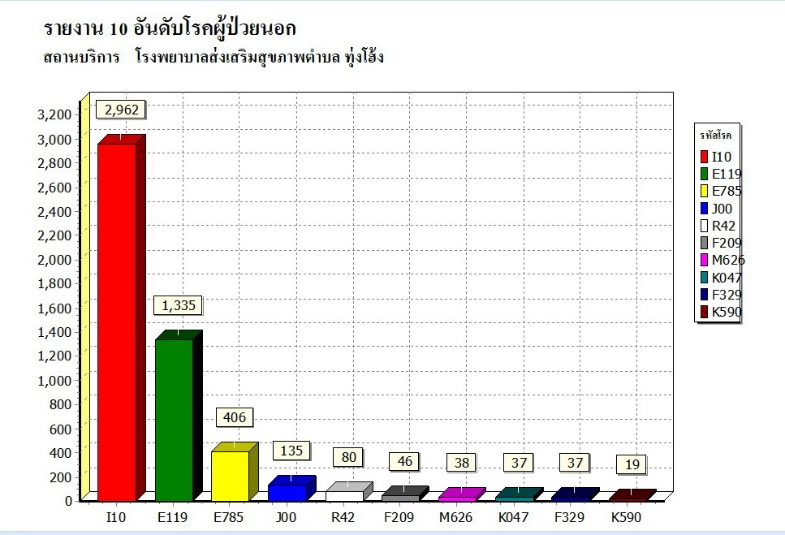 รายงาน 10 อันดับโรคผู้ป่วยนอก
สถานบริการ โรงพยาบาลส่งเสริมสุขภาพตำบล ทุ่งโฮ้ง
3,200
3,000
2,800
2,600
2,400
2,200
2,000
1,800
1,600
1,400
1,200
1,000
800
600
400
200
0
2,962
1,335
406
135
80
46
38
37
37
19
I10 E119 E785 J00 R42 F209 M626 K047 F329 K590
รหัสโรค
I10
E119
E785
J00
R42
F209
M626
K047
F329
K590